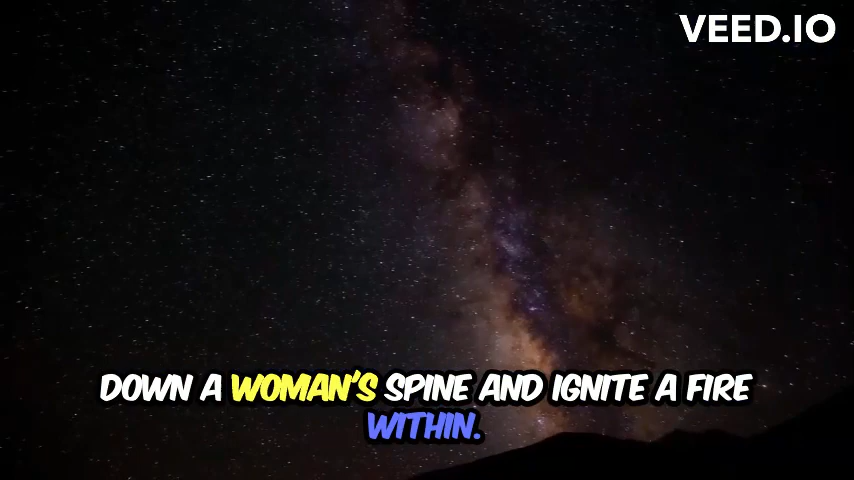 VEED.IO
DOWN A WOMAN'S SPINE AND IGNITE A FIRE
WITHIN.